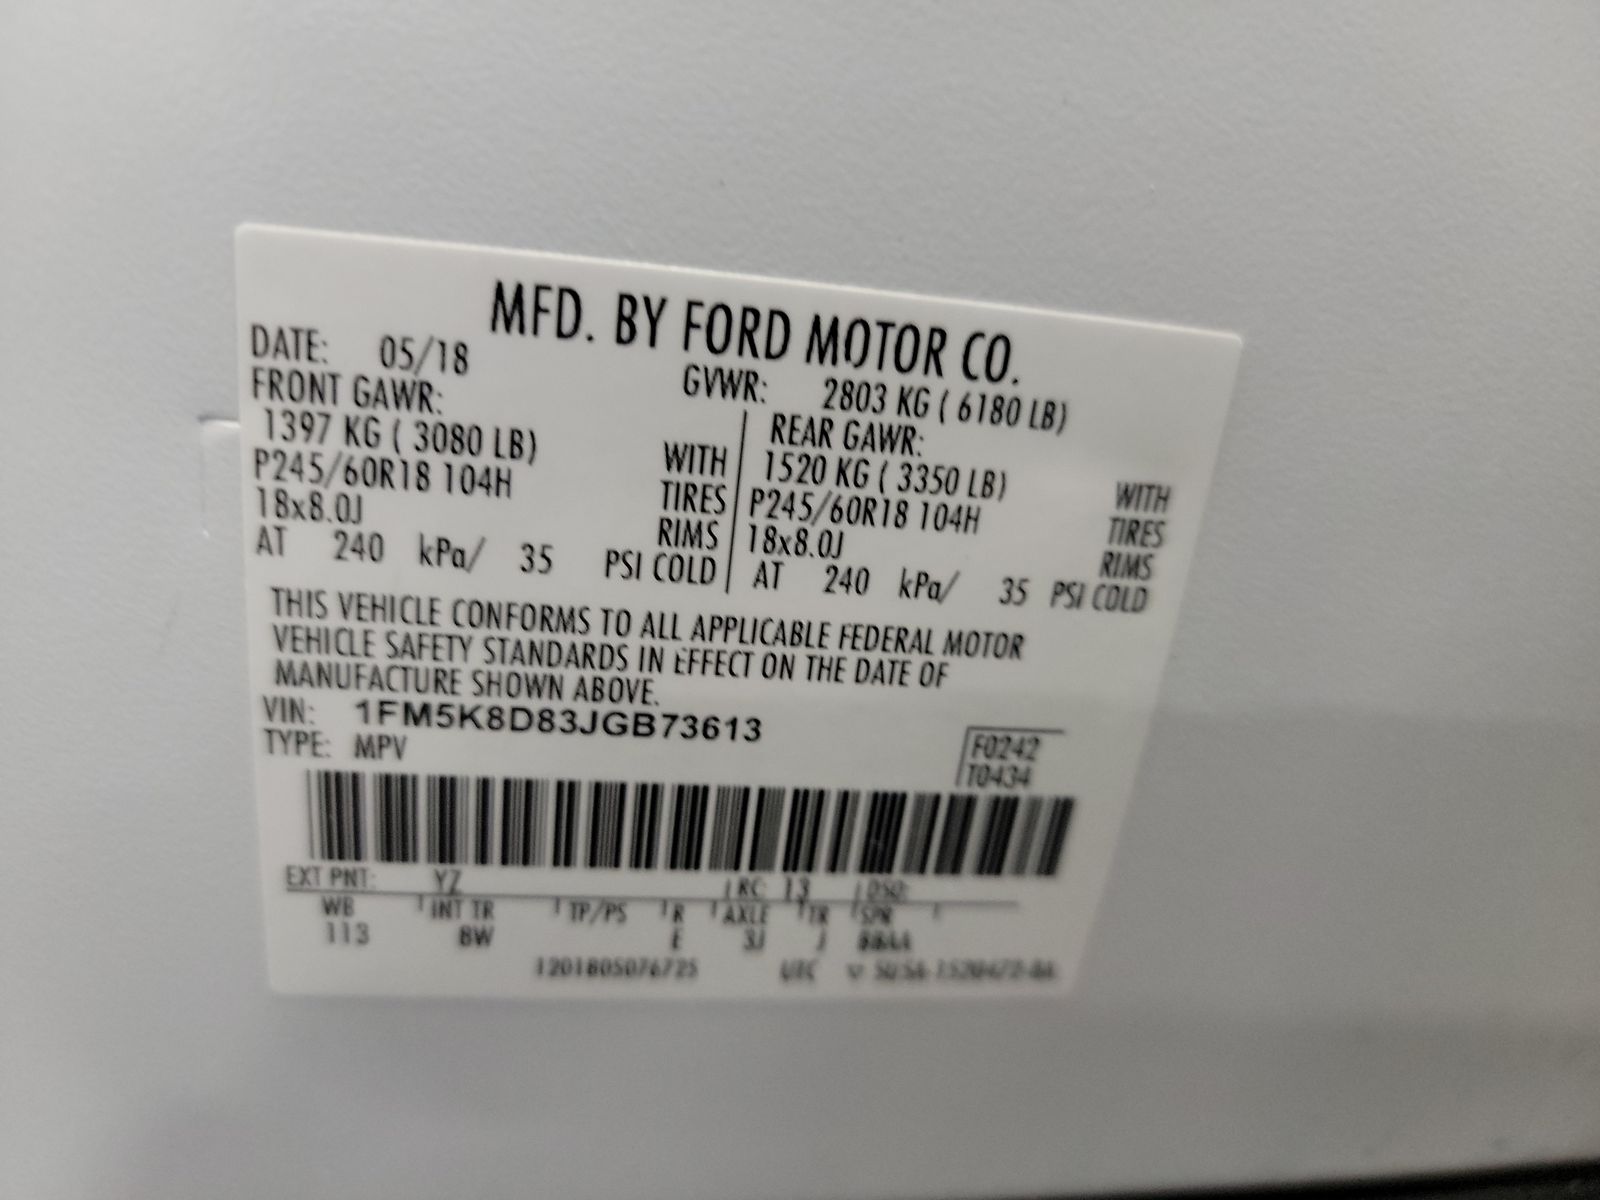 MFD. BY FORD MOTOR CO.
DATE: 05/18
GVWR: 2803 KG ( 6180 LB)
FRONT GAWR:
1397 KG ( 3080 LB) WITH
P245/60R18 104H TIRES
18x8.0J RIMS
AT 240 kPa/ 35 PSI COLD
REAR GAWR:
1520 KG ( 3350 LB) WITH
P245/60R18 104H TIRES
18x8.0J RIMS
AT 240 kPa/ 35 PSI COLD
THIS VEHICLE CONFORMS TO ALL APPLICABLE FEDERAL MOTOR
VEHICLE SAFETY STANDARDS IN EFFECT ON THE DATE OF
MANUFACTURE SHOWN ABOVE.
VIN: 1FM5K8D83JGB73613
TYPE: MPV
F0242
T0434
EXT PNT: YZ RC: 13 DSO:
WB INT TR TP/PS R AXLE TR SPR
113 BW E 3J J
1201805076725 UTC